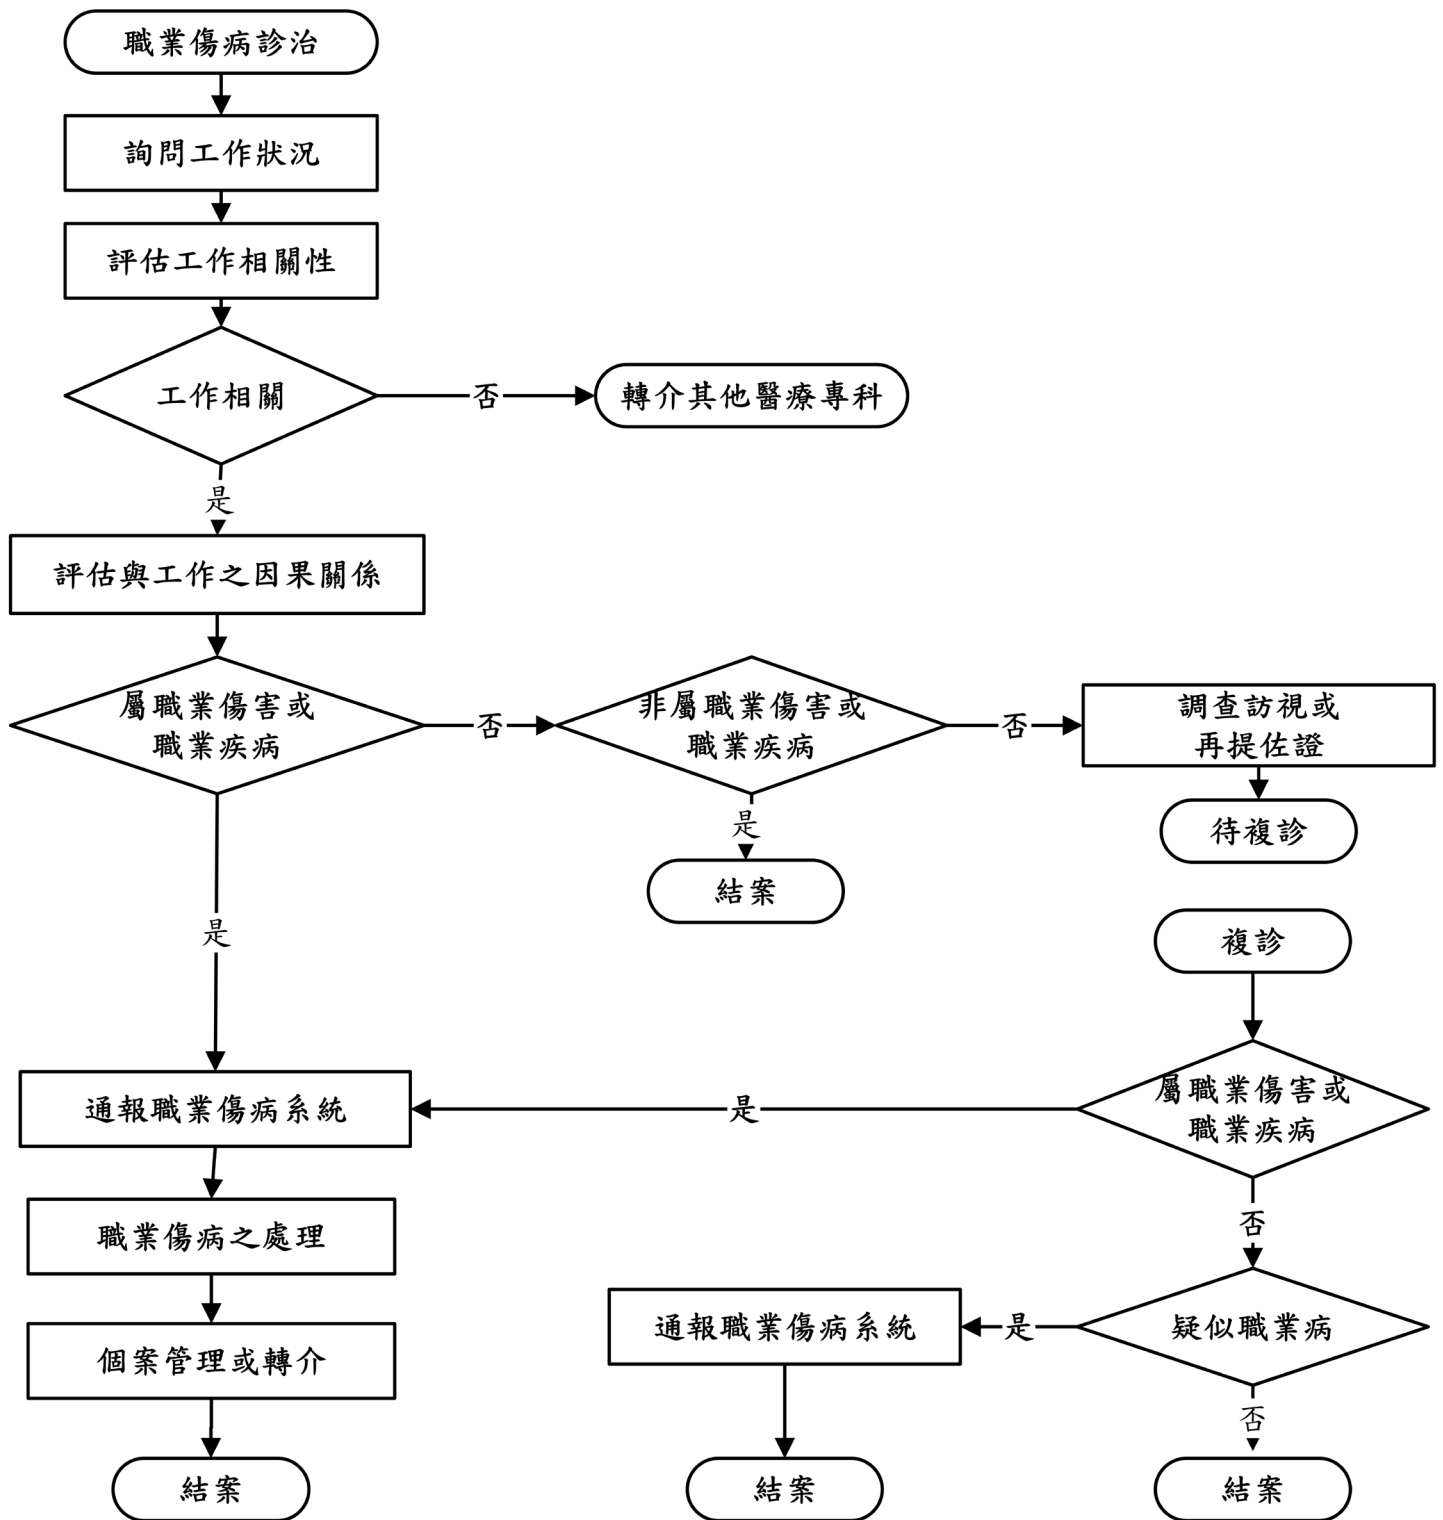 職業傷病診治
詢問工作狀況
評估工作相關性
工作相關
否
轉介其他醫療專科
是
評估與工作之因果關係
屬職業傷害或
職業疾病
否
非屬職業傷害或
職業疾病
否
調查訪視或
再提佐證
是
待複診
結案
是
複診
通報職業傷病系統
是
屬職業傷害或
職業疾病
否
職業傷病之處理
通報職業傷病系統
是
疑似職業病
個案管理或轉介
否
結案
結案
結案